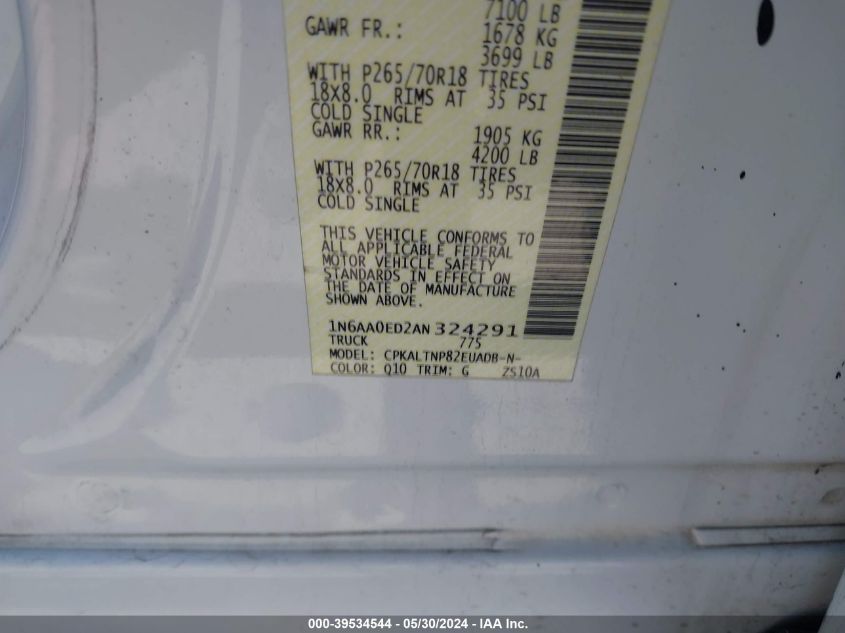 7100 LB
GAWR FR.: 1678 KG
3699 LB
WITH P265/70R18 TIRES
18X8.0 RIMS AT 35 PSI
COLD SINGLE
GAWR RR.: 1905 KG
4200 LB
WITH P265/70R18 TIRES
18X8.0 RIMS AT 35 PSI
COLD SINGLE
THIS VEHICLE CONFORMS TO
ALL APPLICABLE FEDERAL
MOTOR VEHICLE SAFETY
STANDARDS IN EFFECT ON
THE DATE OF MANUFACTURE
SHOWN ABOVE.
1N6AA0ED2AN 324291
TRUCK 775
MODEL: CPKALTNP82EUADB-N-
COLOR: Q10 TRIM: G ZS10A
000-39534544 / 05/30/2024 — IAA Inc.